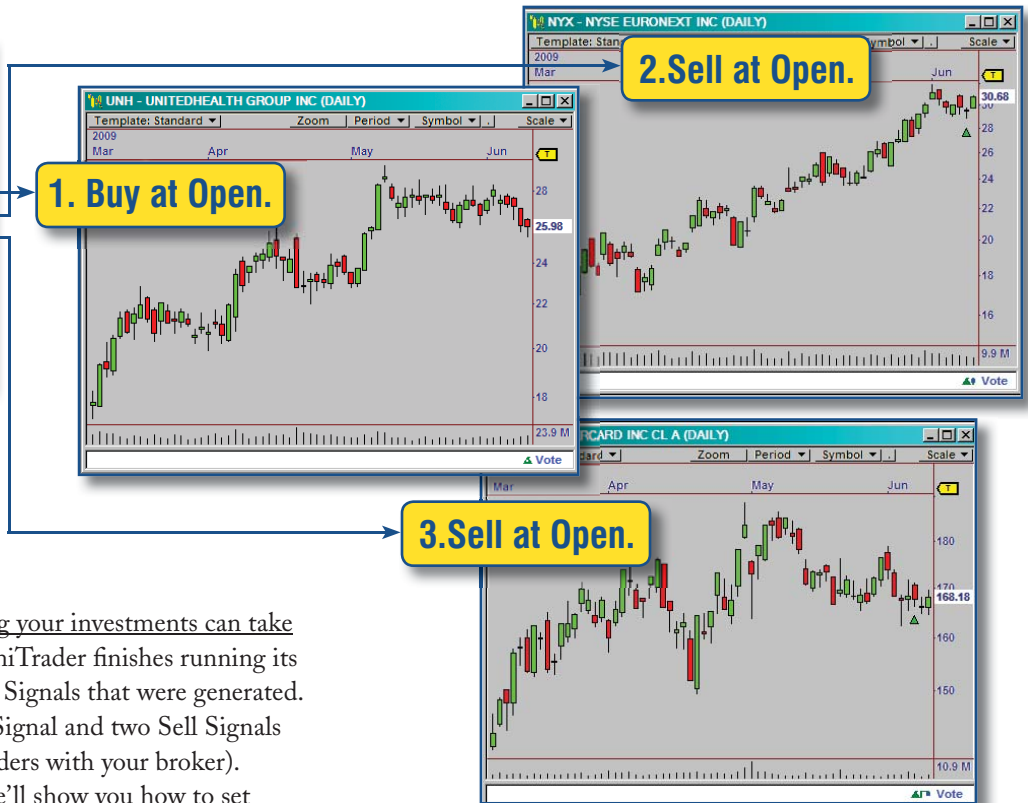 NYX - NYSE EURONEXT INC (DAILY)
Template: Stan
ymbol
Scale
2009
Mar
Jun
2.Sell at Open.
T
30.68
30
28
26
24
22
20
18
16
9.9 M
Vote
UNH - UNITEDHEALTH GROUP INC (DAILY)
Template: Standard Zoom Period Symbol . Scale
2009
Mar Apr May Jun
T
1. Buy at Open.
28
25.98
24
22
20
18
23.9 M
Vote
RCARD INC CL A (DAILY)
dard Zoom Period Symbol . Scale
Mar Apr May Jun
T
3.Sell at Open.
180
170
168.18
160
150
10.9 M
Vote
g your investments can take
niTrader finishes running its
Signals that were generated.
Signal and two Sell Signals
ders with your broker).
e’ll show you how to set